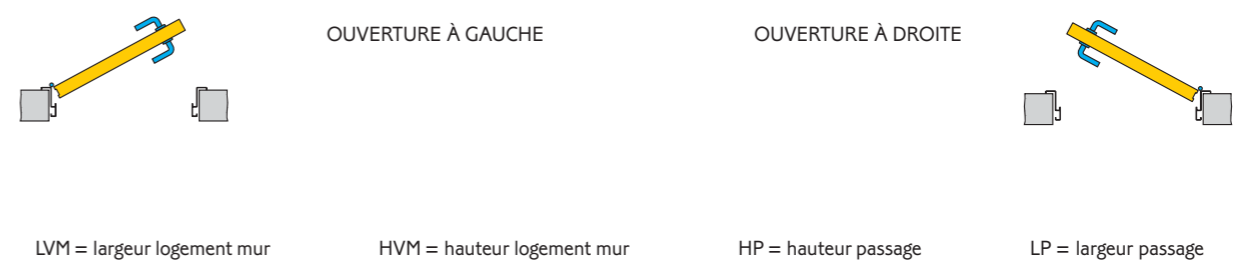 OUVERTURE À GAUCHE
OUVERTURE À DROITE
LVM = largeur logement mur
HVM = hauteur logement mur
HP = hauteur passage
LP = largeur passage